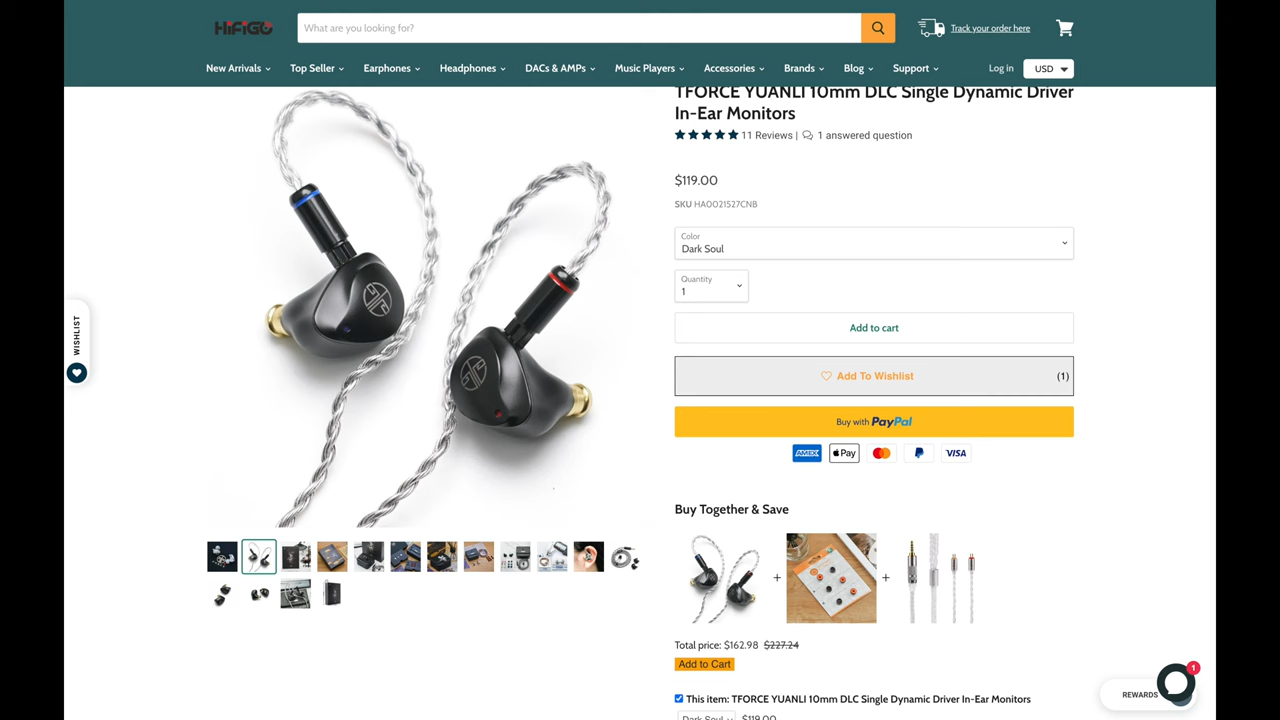 HIFIGO
What are you looking for?
Track your order here
New Arrivals
Top Seller
Earphones
Headphones
DACs & AMPs
Music Players
Accessories
Brands
Blog
Support
Log in
USD
TFORCE YUANLI 10mm DLC Single Dynamic Driver
In-Ear Monitors
11 Reviews |
1 answered question
$119.00
SKU HA0021527CNB
Color
Dark Soul
Quantity
1
Add to cart
Add To Wishlist
(1)
Buy with PayPal
AMEX
Pay
VISA
WISHLIST
Buy Together & Save
+
+
Total price: $162.98 $227.24
Add to Cart
This item: TFORCE YUANLI 10mm DLC Single Dynamic Driver In-Ear Monitors
Dark Soul
$119.00
REWARDS
1